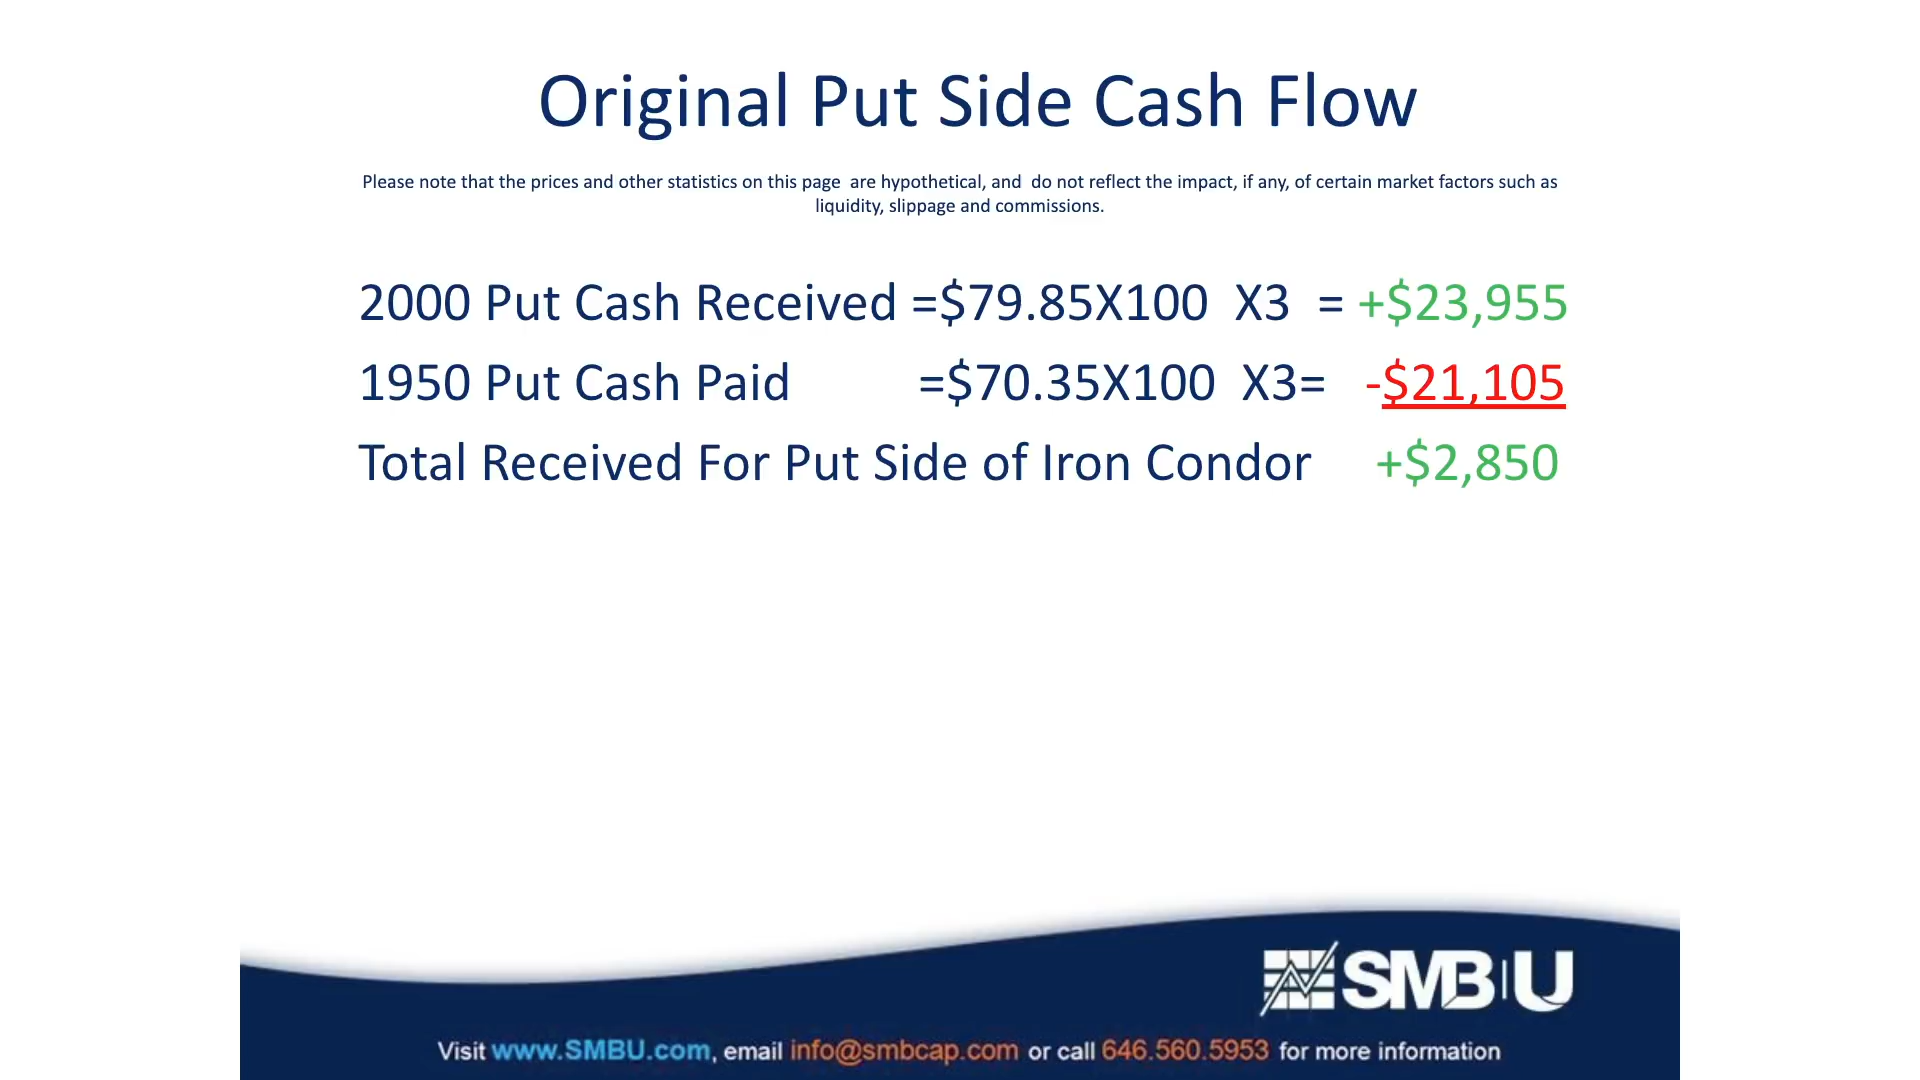 Original Put Side Cash Flow
Please note that the prices and other statistics on this page  are hypothetical, and  do not reflect the impact, if any, of certain market factors such as
liquidity, slippage and commissions.
2000 Put Cash Received =$79.85X100  X3  = +$23,955
1950 Put Cash Paid =$70.35X100  X3= -$21,105
Total Received For Put Side of Iron Condor +$2,850
SMB|U
Visit www.SMBU.com, email info@smbcap.com or call 646.560.5953 for more information